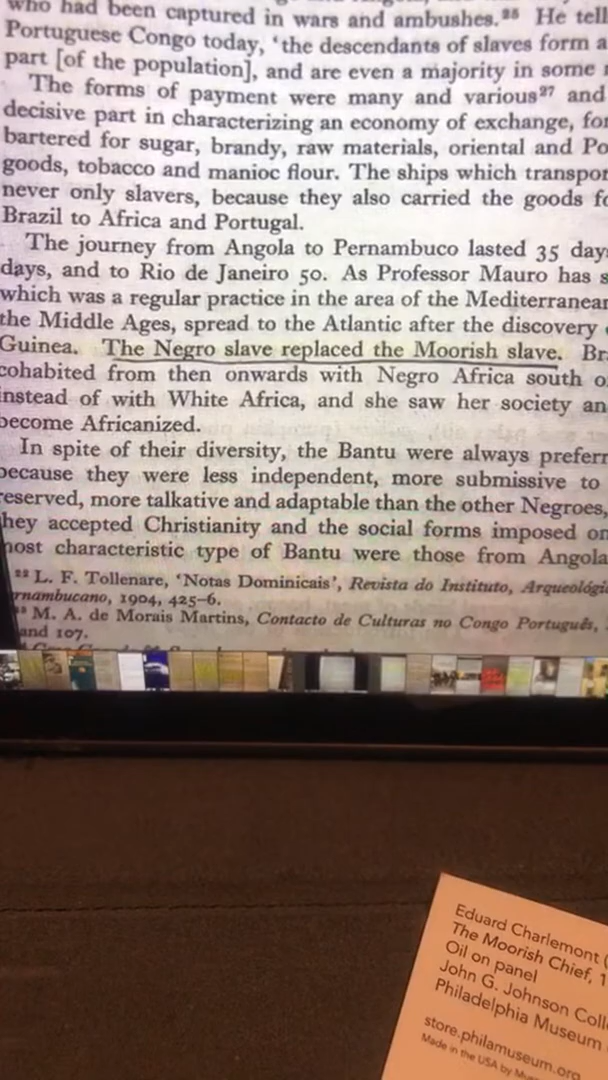 who had been captured in wars and ambushes.²⁶ He tell
Portuguese Congo today, 'the descendants of slaves form a
part [of the population], and are even a majority in some
The forms of payment were many and various²⁷ and
decisive part in characterizing an economy of exchange, for
bartered for sugar, brandy, raw materials, oriental and Po
goods, tobacco and manioc flour. The ships which transpor
never only slavers, because they also carried the goods fo
Brazil to Africa and Portugal.
The journey from Angola to Pernambuco lasted 35 day
days, and to Rio de Janeiro 50. As Professor Mauro has s
which was a regular practice in the area of the Mediterranean
the Middle Ages, spread to the Atlantic after the discovery
Guinea. The Negro slave replaced the Moorish slave. Br
cohabited from then onwards with Negro Africa south o
instead of with White Africa, and she saw her society an
become Africanized.
In spite of their diversity, the Bantu were always preferr
because they were less independent, more submissive to
reserved, more talkative and adaptable than the other Negroes,
they accepted Christianity and the social forms imposed on
most characteristic type of Bantu were those from Angola
L. F. Tollenare, 'Notas Dominicais', Revista do Instituto, Arqueológi
rnambucano, 1904, 425–6.
M. A. de Morais Martins, Contacto de Culturas no Congo Português,
and 107.
Eduard Charlemont (
The Moorish Chief, 1
Oil on panel
John G. Johnson Coll
Philadelphia Museum
store.philamuseum.org
Made in the USA by Mus